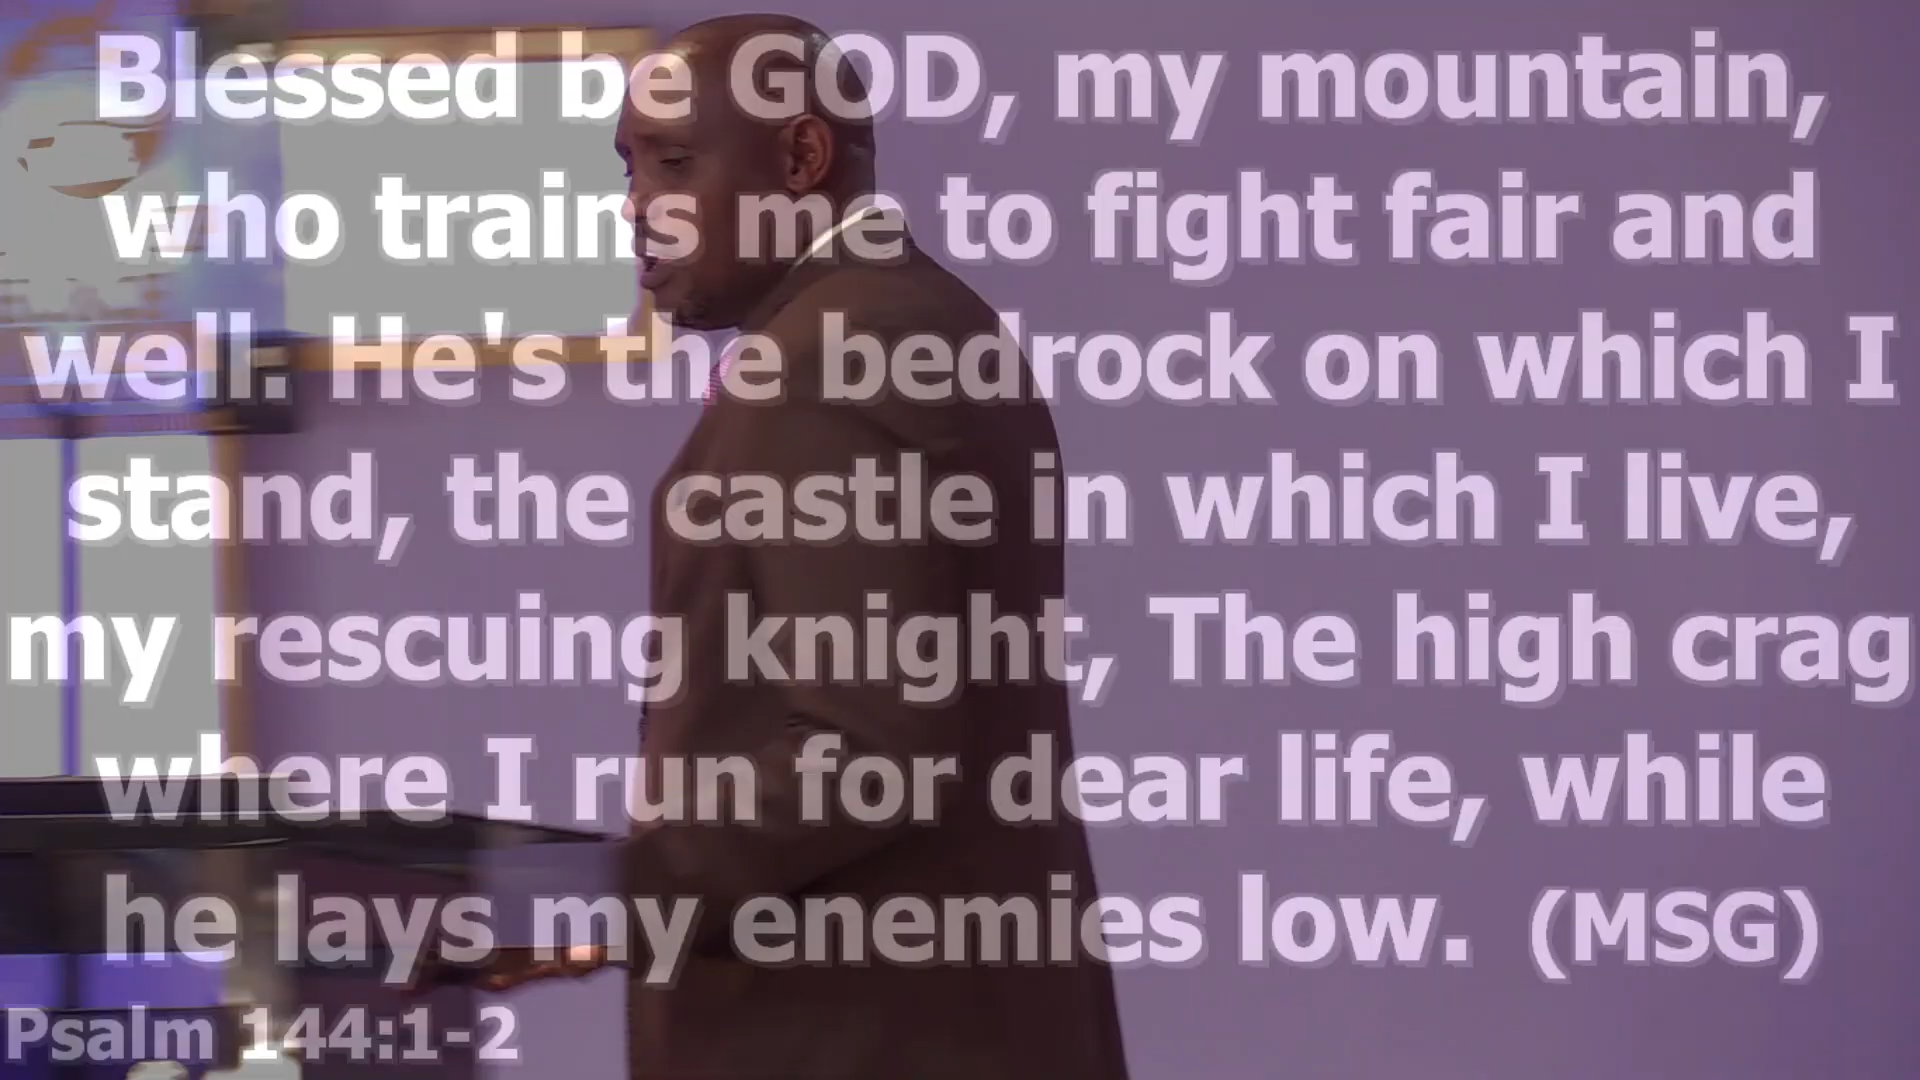 Blessed be GOD, my mountain,
who trains me to fight fair and
well. He's the bedrock on which I
stand, the castle in which I live,
my rescuing knight, The high crag
where I run for dear life, while
he lays my enemies low. (MSG)
Psalm 144:1-2